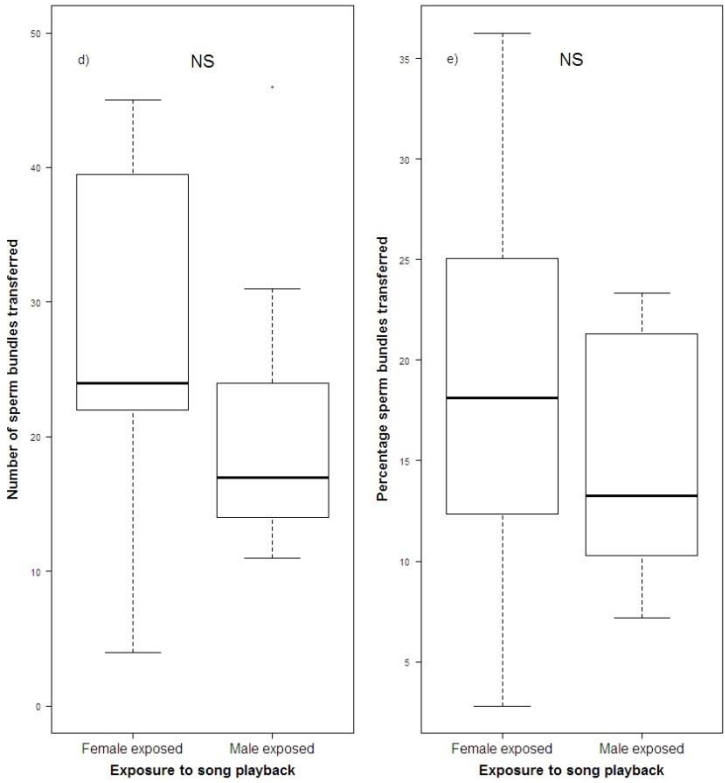 d) NS
Number of sperm bundles transferred
50
40
30
20
10
0
Female exposed Male exposed
Exposure to song playback
e) NS
Percentage sperm bundles transferred
35
30
25
20
15
10
5
Female exposed Male exposed
Exposure to song playback